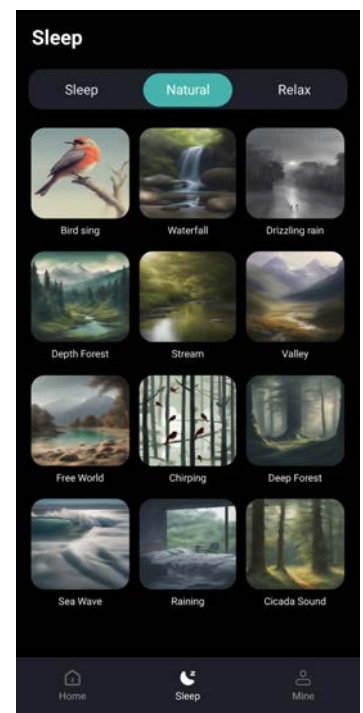 Sleep
Sleep Natural Relax
Bird sing Waterfall Drizzling rain
Depth Forest Stream Valley
Free World Chirping Deep Forest
Sea Wave Raining Cicada Sound
Home Sleep Mine